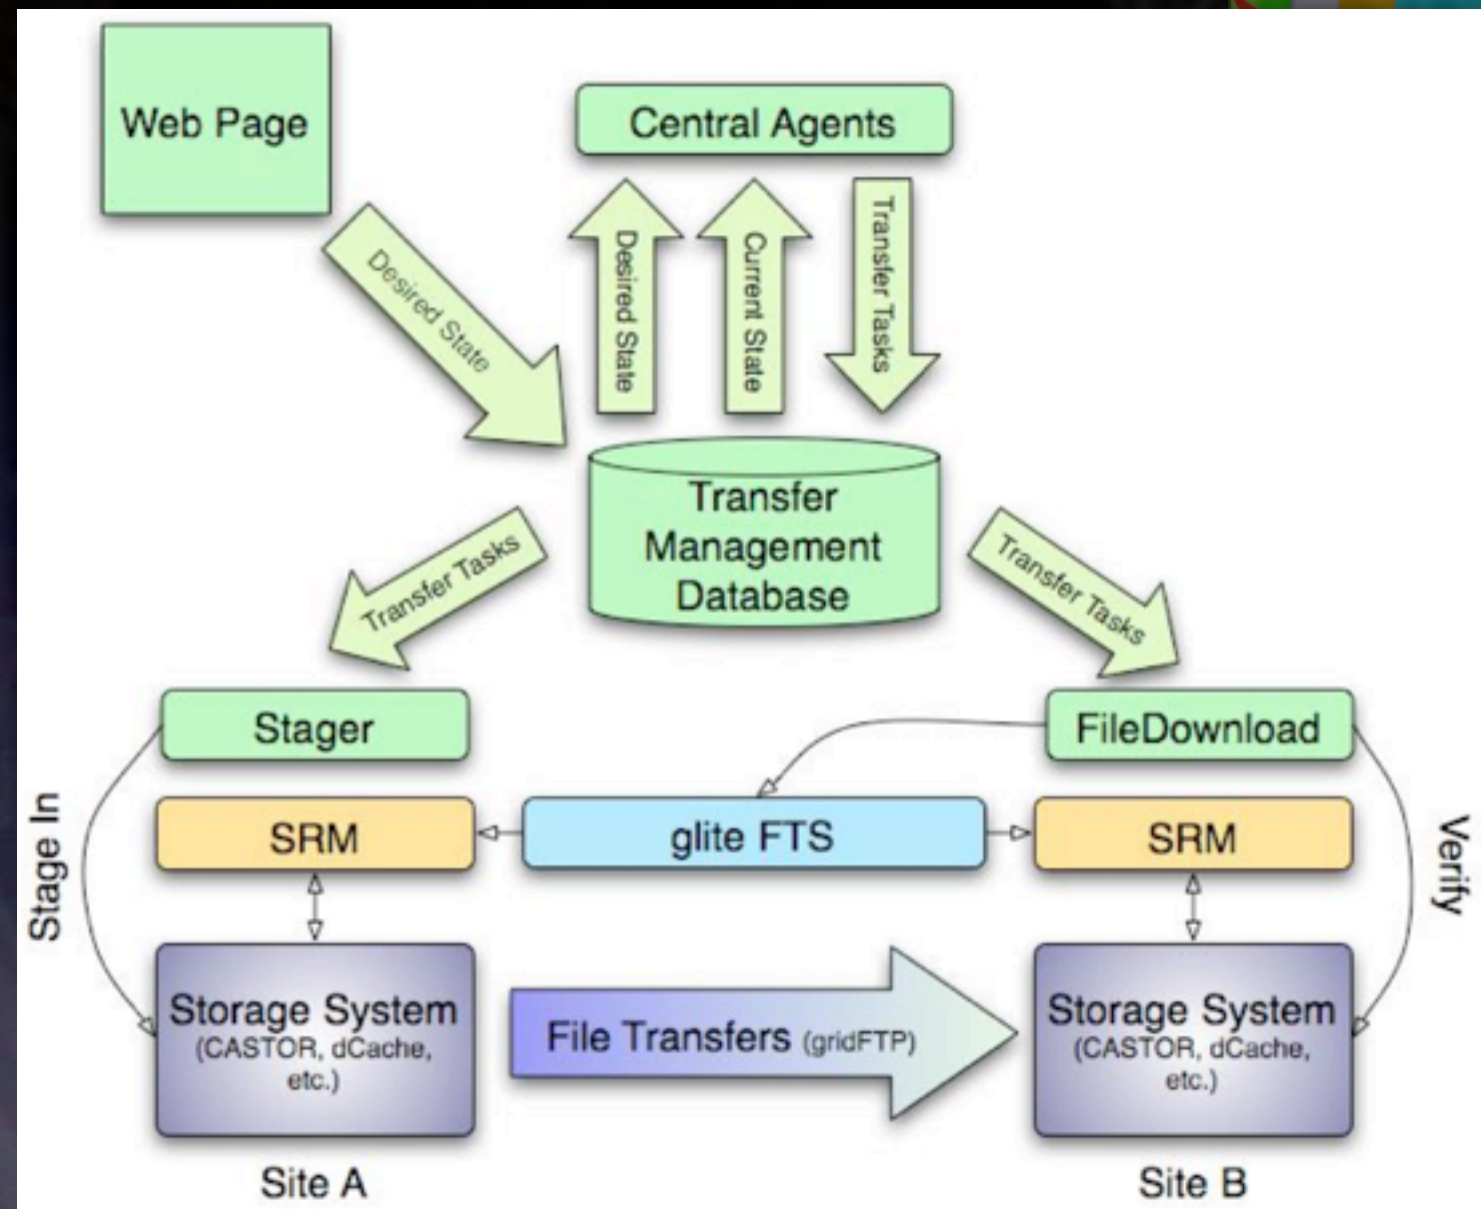 Web Page
Central Agents
Desired State
Desired State
Current State
Transfer Tasks
Transfer
Management
Database
Transfer Tasks
Transfer Tasks
Stager
FileDownload
Stage In
SRM
glite FTS
SRM
Verify
Storage System
(CASTOR, dCache,
etc.)
File Transfers (gridFTP)
Storage System
(CASTOR, dCache,
etc.)
Site A
Site B